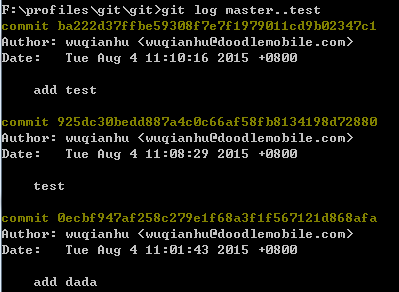 F:\profiles\git\git>git log master..test
commit ba222d37ffbe59308f7e7f1979011cd9b02347c1
Author: wuqianhu <wuqianhu@doodlemobile.com>
Date:   Tue Aug 4 11:10:16 2015 +0800
    add test
commit 925dc30bedd887a4c0c66af58fb8134198d72880
Author: wuqianhu <wuqianhu@doodlemobile.com>
Date:   Tue Aug 4 11:08:29 2015 +0800
    test
commit 0ecbf947af258c279e1f68a3f1f567121d868afa
Author: wuqianhu <wuqianhu@doodlemobile.com>
Date:   Tue Aug 4 11:01:43 2015 +0800
    add dada